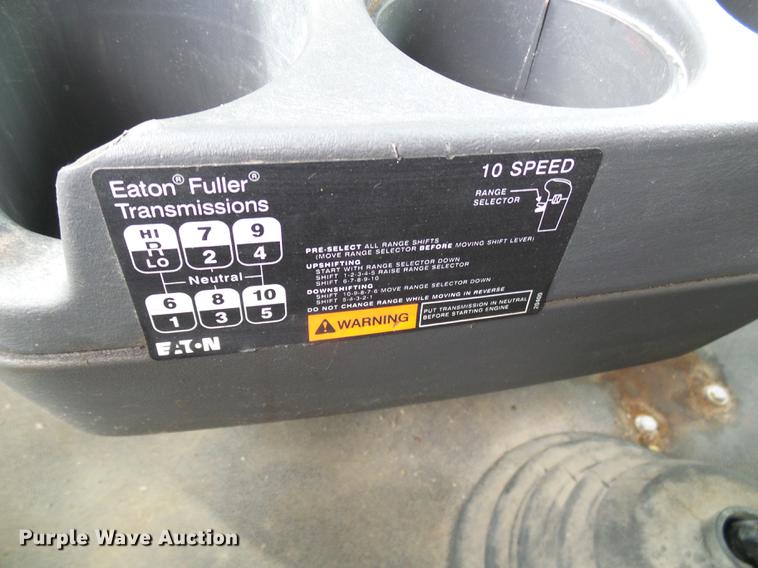 Eaton® Fuller®
Transmissions
10 SPEED
RANGE
SELECTOR
HI 7 9
R
LO 2 4
Neutral
6 8 10
1 3 5
EATON
PRE-SELECT ALL RANGE SHIFTS
(MOVE RANGE SELECTOR BEFORE MOVING SHIFT LEVER)
UPSHIFTING
START WITH RANGE SELECTOR DOWN
SHIFT 1-2-3-4-5 RAISE RANGE SELECTOR
SHIFT 6-7-8-9-10
DOWNSHIFTING
SHIFT 10-9-8-7-6 MOVE RANGE SELECTOR DOWN
SHIFT 5-4-3-2-1
DO NOT CHANGE RANGE WHILE MOVING IN REVERSE
WARNING
PUT TRANSMISSION IN NEUTRAL
BEFORE STARTING ENGINE
Purple Wave Auction